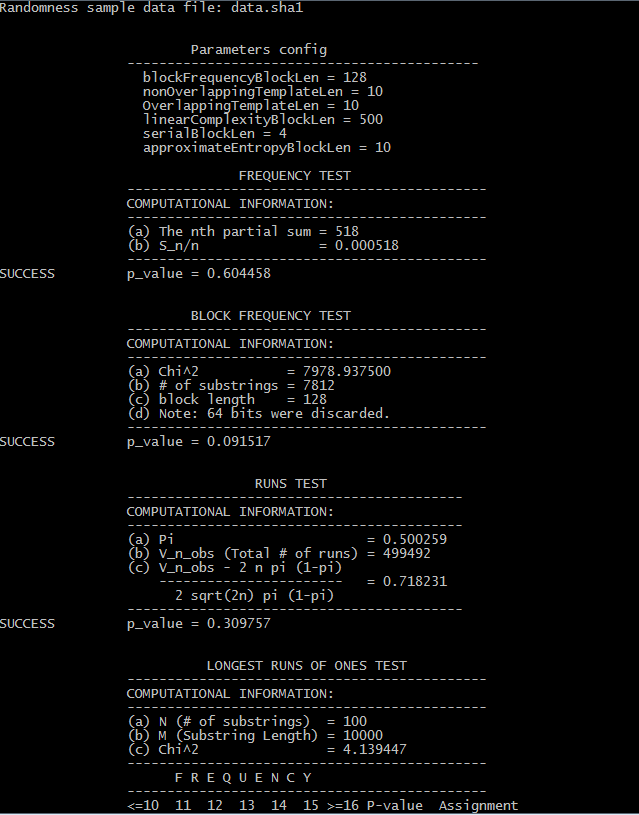 Randomness sample data file: data.sha1
Parameters config
--------------------------------------------
blockFrequencyBlockLen = 128
nonOverlappingTemplateLen = 10
OverlappingTemplateLen = 10
linearComplexityBlockLen = 500
serialBlockLen = 4
approximateEntropyBlockLen = 10
FREQUENCY TEST
---------------------------------------------
COMPUTATIONAL INFORMATION:
---------------------------------------------
(a) The nth partial sum = 518
(b) S_n/n = 0.000518
---------------------------------------------
SUCCESS p_value = 0.604458
BLOCK FREQUENCY TEST
---------------------------------------------
COMPUTATIONAL INFORMATION:
---------------------------------------------
(a) Chi^2 = 7978.937500
(b) # of substrings = 7812
(c) block length = 128
(d) Note: 64 bits were discarded.
---------------------------------------------
SUCCESS p_value = 0.091517
RUNS TEST
------------------------------------------
COMPUTATIONAL INFORMATION:
------------------------------------------
(a) Pi = 0.500259
(b) V_n_obs (Total # of runs) = 499492
(c) V_n_obs - 2 n pi (1-pi)
----------------------- = 0.718231
2 sqrt(2n) pi (1-pi)
------------------------------------------
SUCCESS p_value = 0.309757
LONGEST RUNS OF ONES TEST
---------------------------------------------
COMPUTATIONAL INFORMATION:
---------------------------------------------
(a) N (# of substrings) = 100
(b) M (Substring Length) = 10000
(c) Chi^2 = 4.139447
---------------------------------------------
F R E Q U E N C Y
---------------------------------------------
<=10 11 12 13 14 15 >=16 P-value Assignment